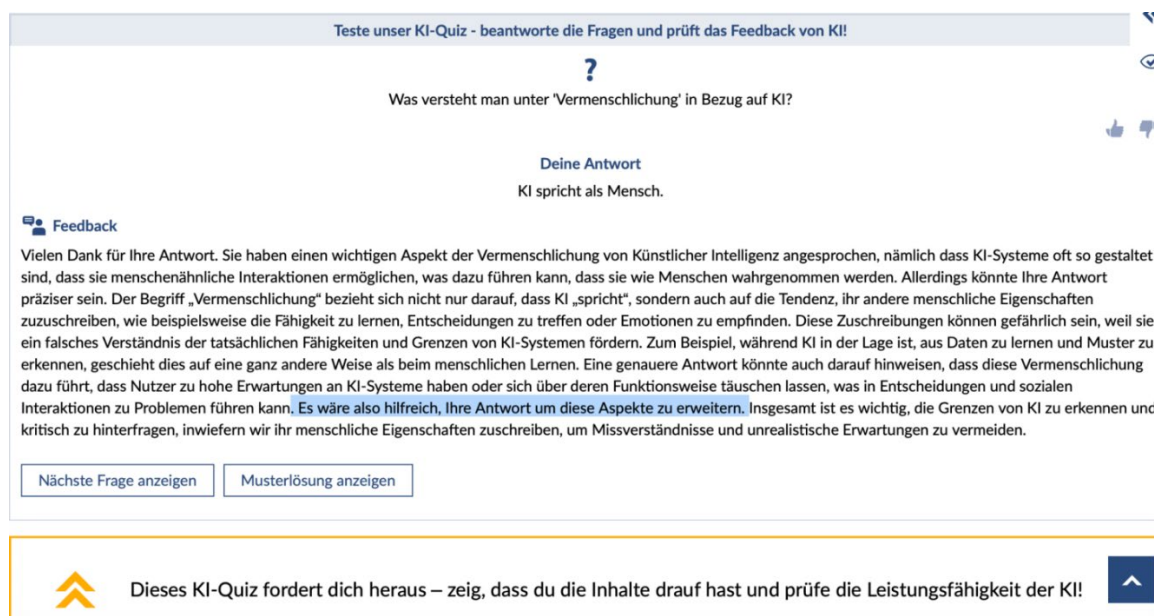 Teste unser KI-Quiz - beantworte die Fragen und prüft das Feedback von KI!
?
Was versteht man unter 'Vermenschlichung' in Bezug auf KI?
Deine Antwort
KI spricht als Mensch.
Feedback
Vielen Dank für Ihre Antwort. Sie haben einen wichtigen Aspekt der Vermenschlichung von Künstlicher Intelligenz angesprochen, nämlich dass KI-Systeme oft so gestaltet
sind, dass sie menschenähnliche Interaktionen ermöglichen, was dazu führen kann, dass sie wie Menschen wahrgenommen werden. Allerdings könnte Ihre Antwort
präziser sein. Der Begriff „Vermenschlichung“ bezieht sich nicht nur darauf, dass KI „spricht“, sondern auch auf die Tendenz, ihr andere menschliche Eigenschaften
zuzuschreiben, wie beispielsweise die Fähigkeit zu lernen, Entscheidungen zu treffen oder Emotionen zu empfinden. Diese Zuschreibungen können gefährlich sein, weil sie
ein falsches Verständnis der tatsächlichen Fähigkeiten und Grenzen von KI-Systemen fördern. Zum Beispiel, während KI in der Lage ist, aus Daten zu lernen und Muster zu
erkennen, geschieht dies auf eine ganz andere Weise als beim menschlichen Lernen. Eine genauere Antwort könnte auch darauf hinweisen, dass diese Vermenschlichung
dazu führt, dass Nutzer zu hohe Erwartungen an KI-Systeme haben oder sich über deren Funktionsweise täuschen lassen, was in Entscheidungen und sozialen
Interaktionen zu Problemen führen kann. Es wäre also hilfreich, Ihre Antwort um diese Aspekte zu erweitern. Insgesamt ist es wichtig, die Grenzen von KI zu erkennen und
kritisch zu hinterfragen, inwiefern wir ihr menschliche Eigenschaften zuschreiben, um Missverständnisse und unrealistische Erwartungen zu vermeiden.
Nächste Frage anzeigen Musterlösung anzeigen
Dieses KI-Quiz fordert dich heraus – zeig, dass du die Inhalte drauf hast und prüfe die Leistungsfähigkeit der KI!